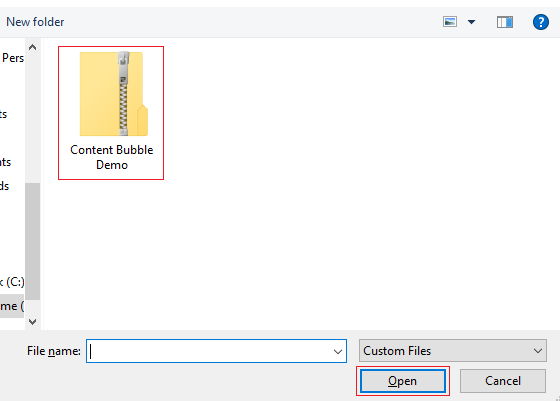 New folder
?
Pers
ts
nts
ds
k (C:)
me (
Content Bubble
Demo
File name:
Custom Files
Open
Cancel